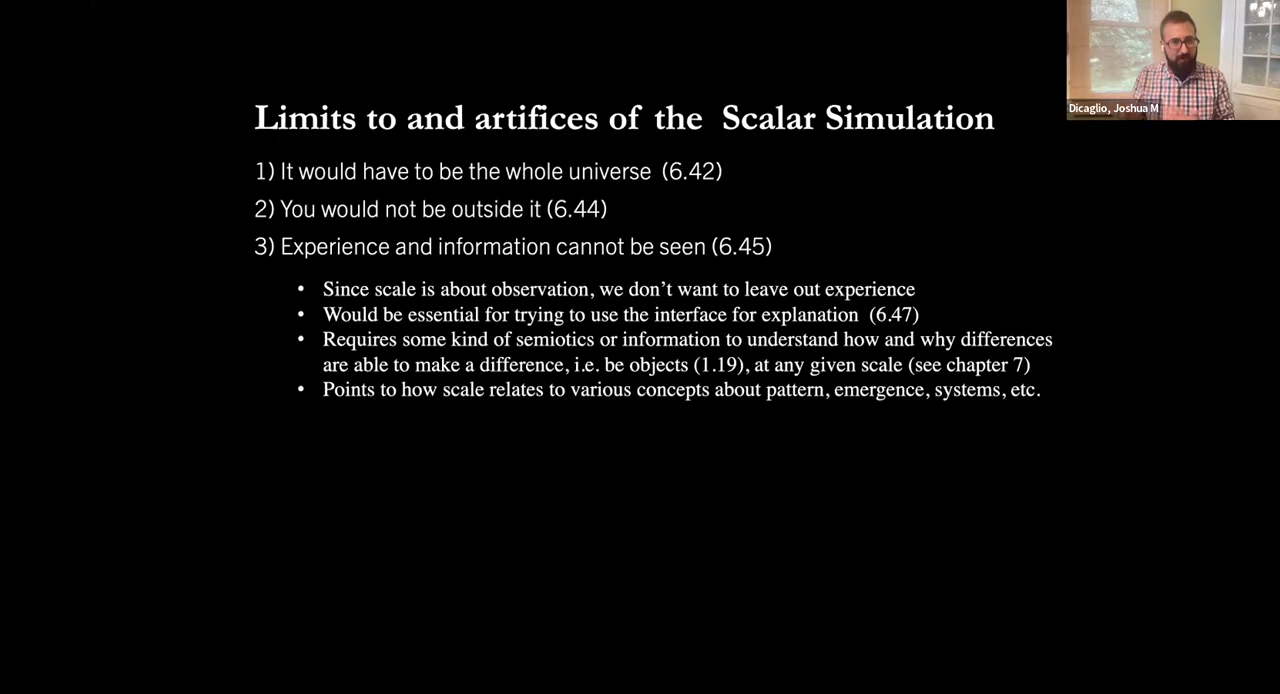 Dicaglio, Joshua M
Limits to and artifices of the Scalar Simulation
1) It would have to be the whole universe (6.42)
2) You would not be outside it (6.44)
3) Experience and information cannot be seen (6.45)
• Since scale is about observation, we don’t want to leave out experience
• Would be essential for trying to use the interface for explanation (6.47)
• Requires some kind of semiotics or information to understand how and why differences
are able to make a difference, i.e. be objects (1.19), at any given scale (see chapter 7)
• Points to how scale relates to various concepts about pattern, emergence, systems, etc.